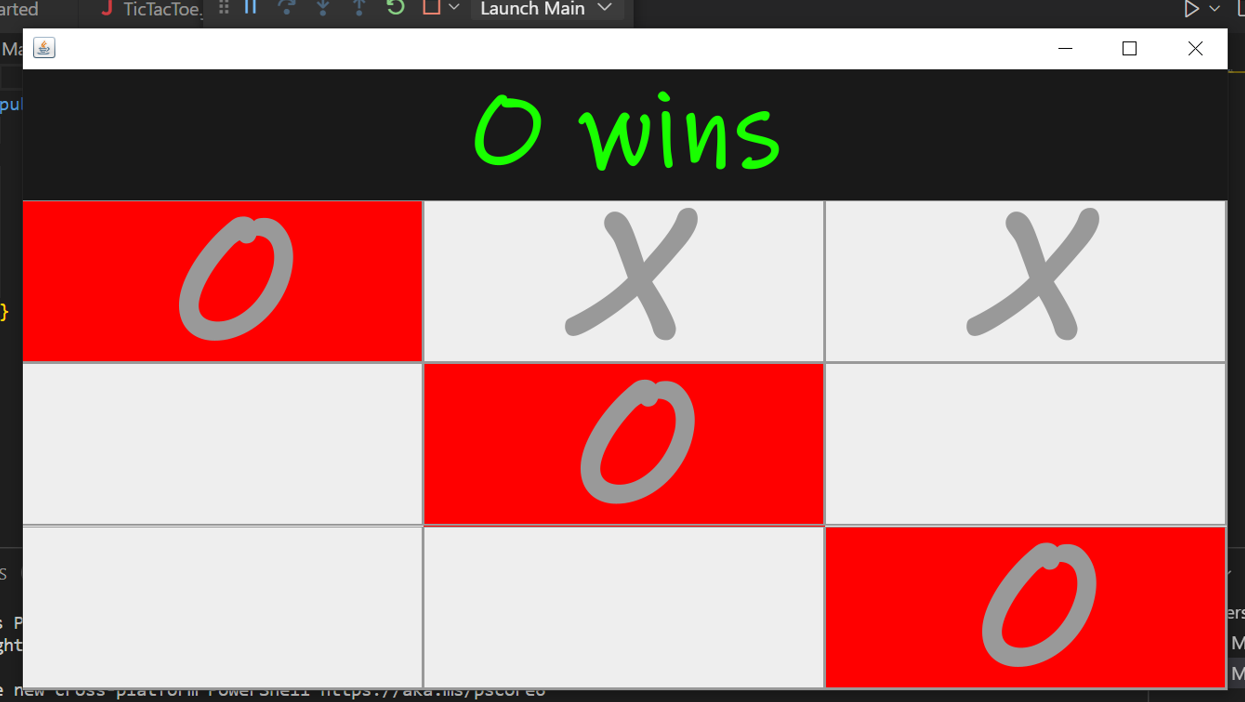 arted J TicTacToe. Launch Main
Ma
pul
O wins
O X X
}
O
O
S
s P
ght
e new cross-platform PowerShell https://aka.ms/pscore6
ers
M
M